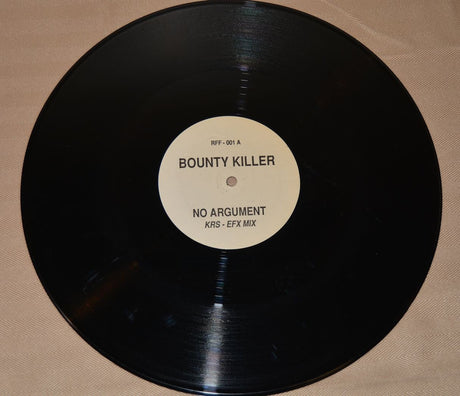 RFF - 001 A
BOUNTY KILLER
NO ARGUMENT
KRS - EFX MIX